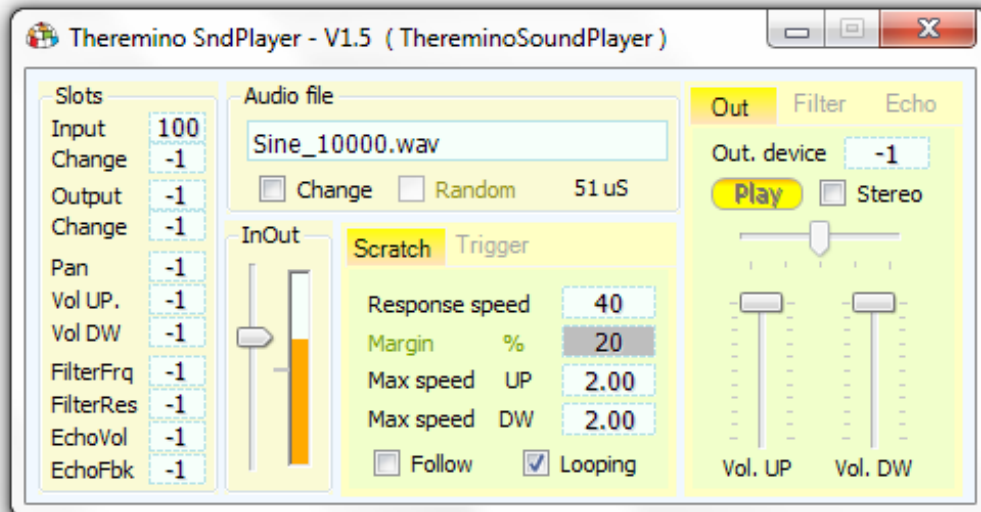 Theremino SndPlayer - V1.5 ( ThereminoSoundPlayer )
Slots
Input 100
Change -1
Output -1
Change -1
Pan -1
Vol UP. -1
Vol DW -1
FilterFrq -1
FilterRes -1
EchoVol -1
EchoFbk -1
Audio file
Sine_10000.wav
Change Random 51 uS
InOut
Scratch Trigger
Response speed 40
Margin % 20
Max speed UP 2.00
Max speed DW 2.00
Follow Looping
Out Filter Echo
Out. device -1
Play Stereo
Vol. UP Vol. DW